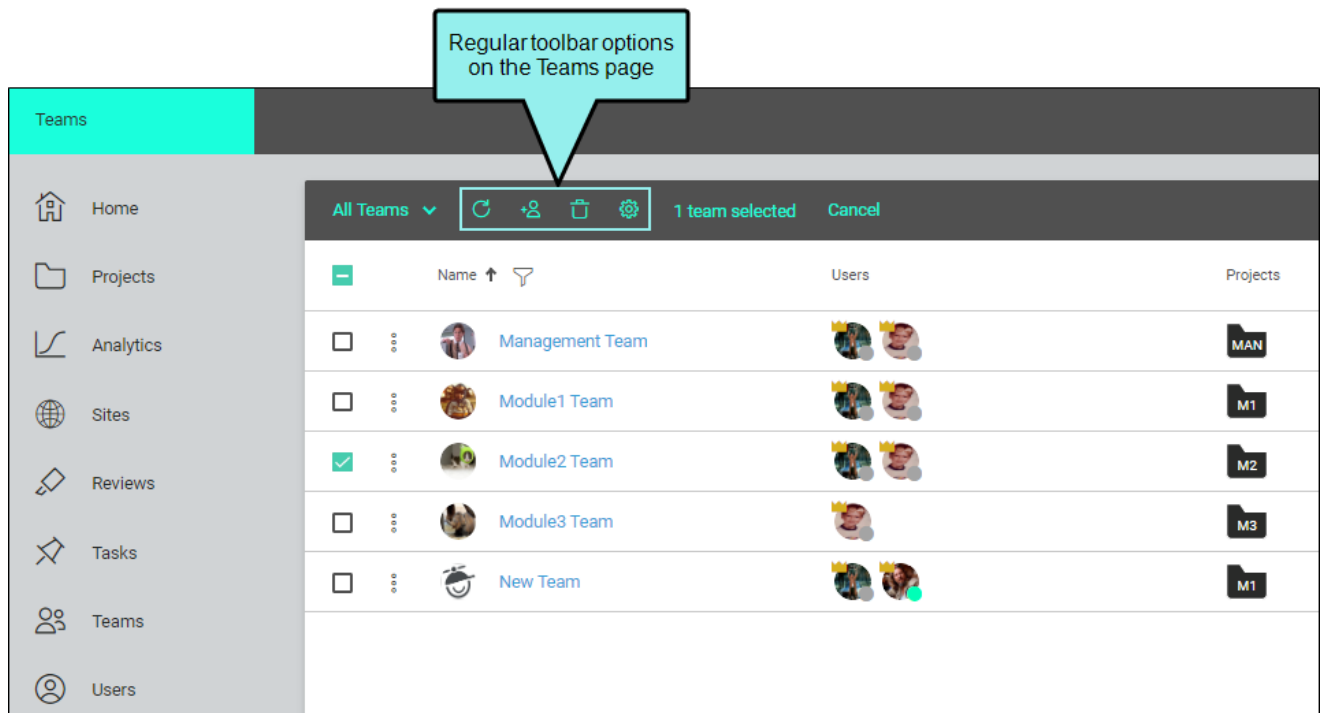 Regular toolbar options
on the Teams page
Teams
All Teams 1 team selected Cancel
Home
Projects
Analytics
Sites
Reviews
Tasks
Teams
Users
Name Users Projects
Management Team MAN
Module1 Team M1
Module2 Team M2
Module3 Team M3
New Team M1